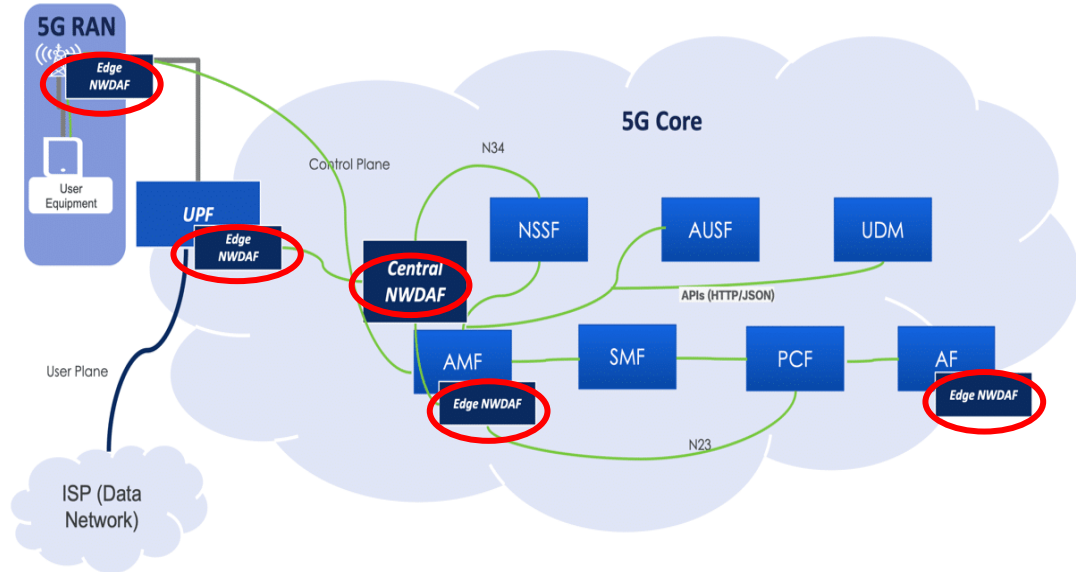 5G RAN
Edge
NWDAF
User
Equipment
UPF
Edge
NWDAF
User Plane
ISP (Data
Network)
5G Core
Control Plane
N34
Central
NWDAF
NSSF
AUSF
UDM
APIs (HTTP/JSON)
AMF
Edge NWDAF
SMF
PCF
AF
Edge NWDAF
N23